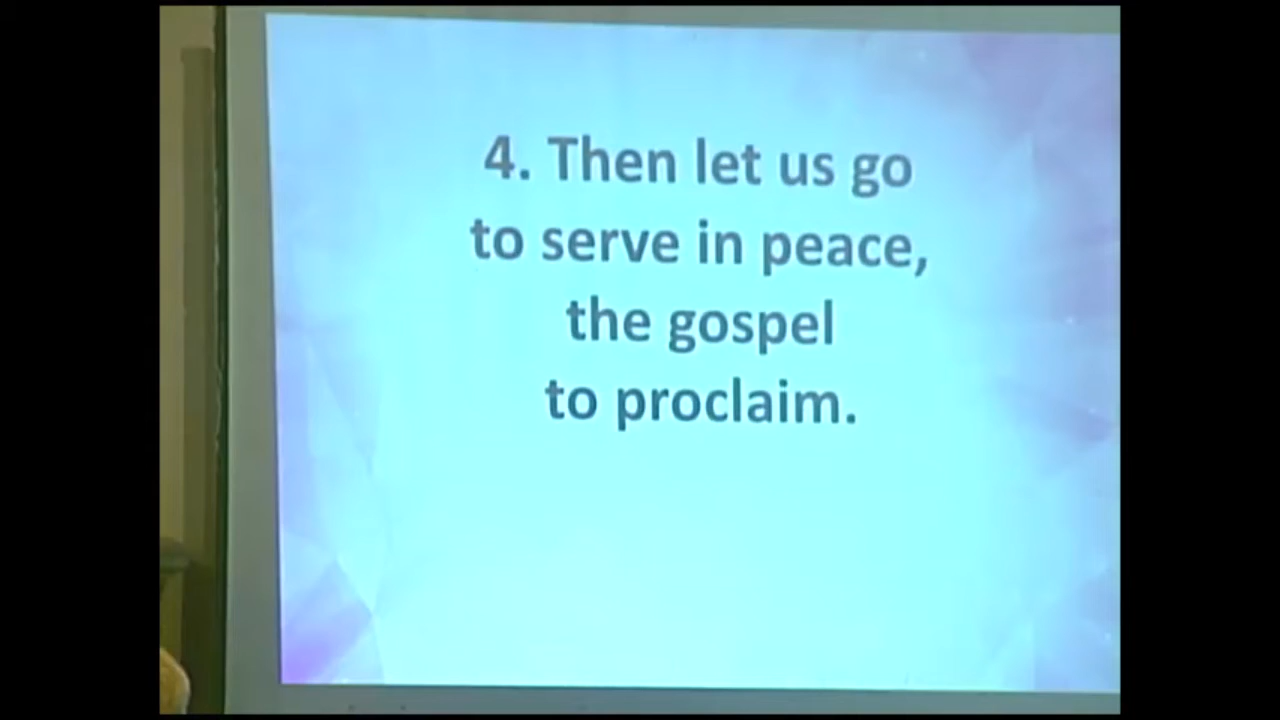 4. Then let us go
to serve in peace,
the gospel
to proclaim.